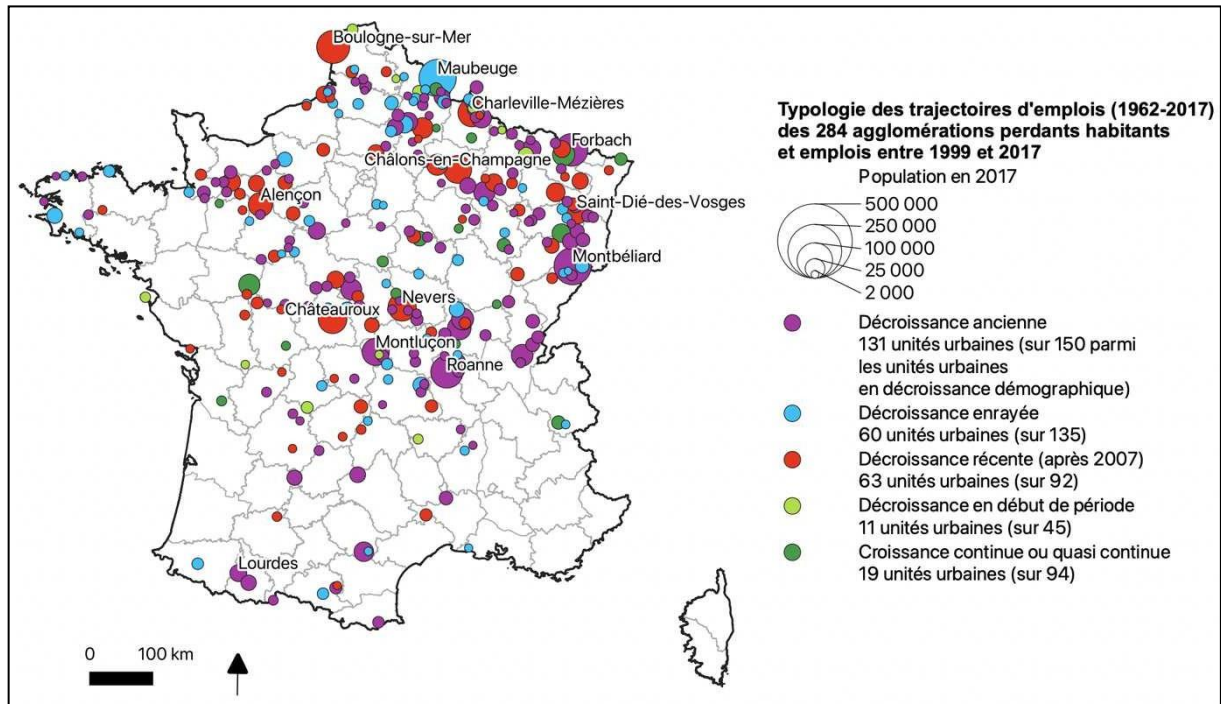 Boulogne-sur-Mer
Maubeuge
Charleville-Mézières
Forbach
Châlons-en-Champagne
Alençon
Saint-Dié-des-Vosges
Montbéliard
Nevers
Châteauroux
Montluçon
Roanne
Lourdes
0 100 km
Typologie des trajectoires d'emplois (1962-2017)
des 284 agglomérations perdants habitants
et emplois entre 1999 et 2017
Population en 2017
500 000
250 000
100 000
25 000
2 000
Décroissance ancienne
131 unités urbaines (sur 150 parmi
les unités urbaines
en décroissance démographique)
Décroissance enrayée
60 unités urbaines (sur 135)
Décroissance récente (après 2007)
63 unités urbaines (sur 92)
Décroissance en début de période
11 unités urbaines (sur 45)
Croissance continue ou quasi continue
19 unités urbaines (sur 94)